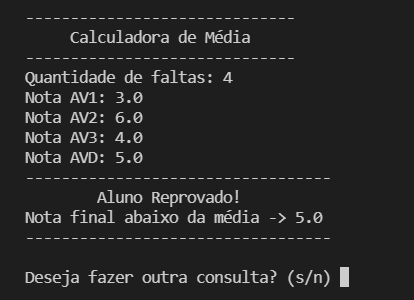 ------------------------------
Calculadora de Média
------------------------------
Quantidade de faltas: 4
Nota AV1: 3.0
Nota AV2: 6.0
Nota AV3: 4.0
Nota AVD: 5.0
----------------------------------
Aluno Reprovado!
Nota final abaixo da média -> 5.0
----------------------------------
Deseja fazer outra consulta? (s/n)